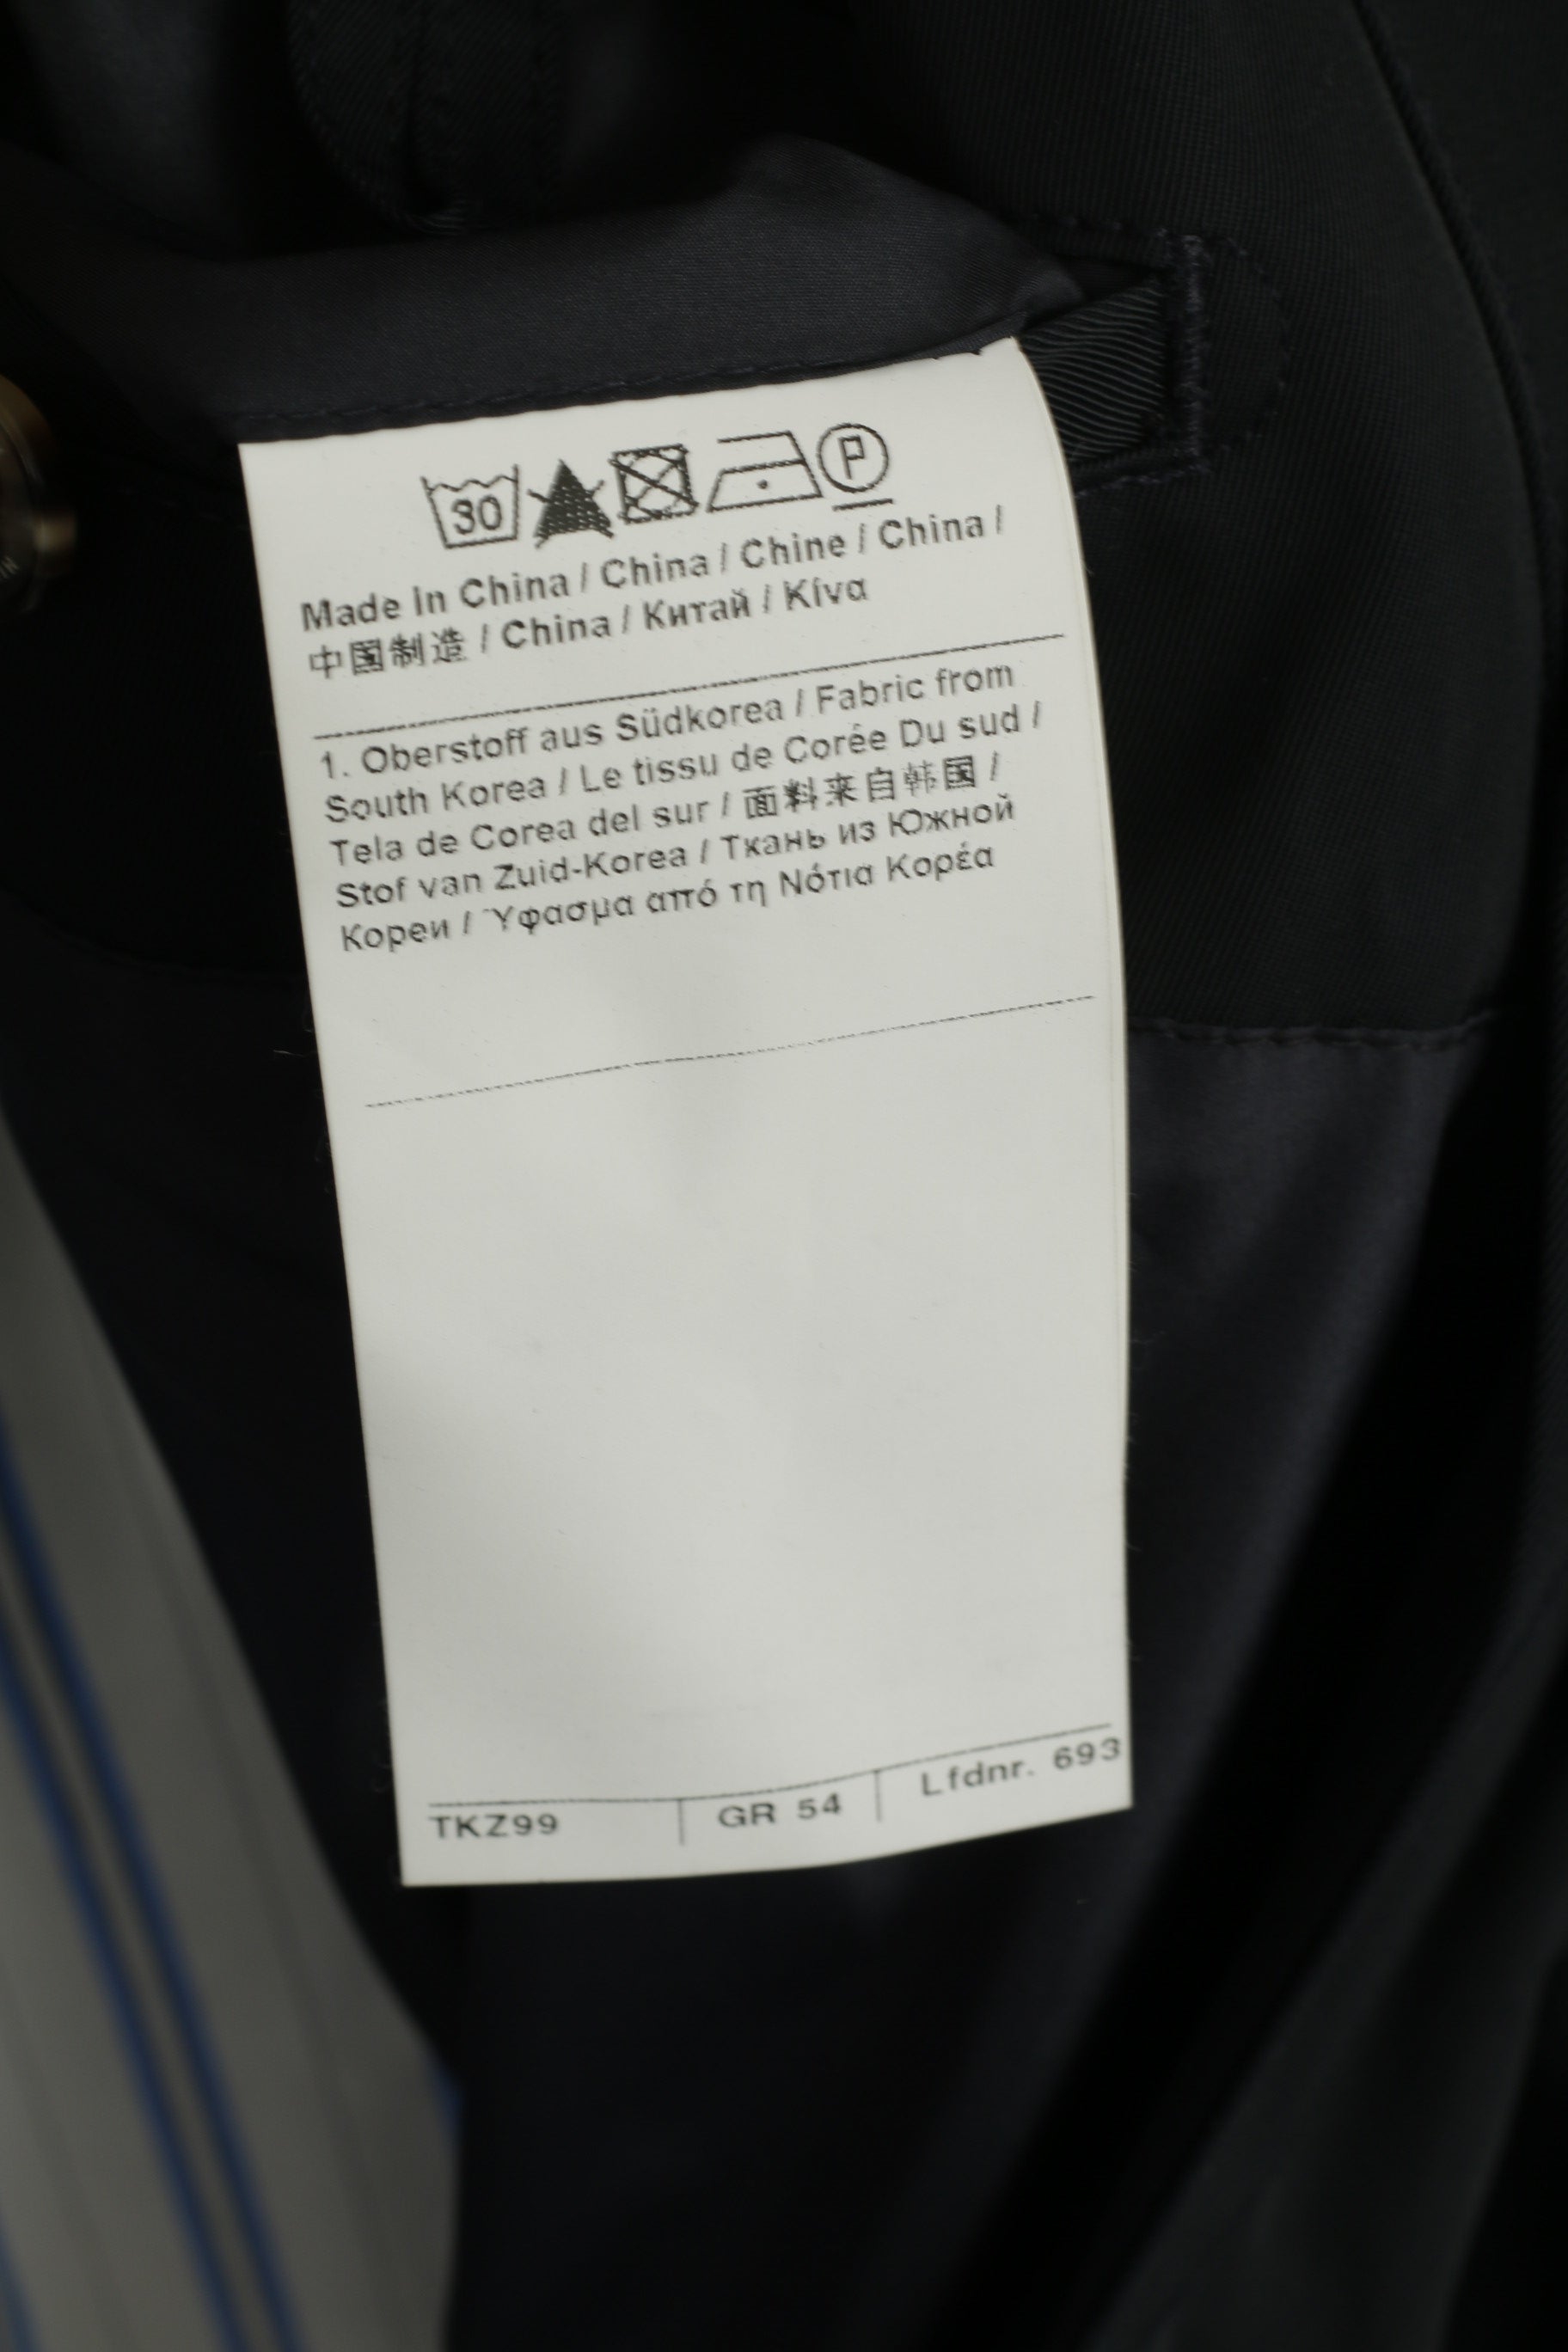 30
P
Made in China / China / Chine / China /
中国制造 / China / Китай / Κίνα
1. Oberstoff aus Südkorea / Fabric from
South Korea / Le tissu de Corée Du sud /
Tela de Corea del sur / 面料来自韩国 /
Stof van Zuid-Korea / Ткань из Южной
Кореи / Ύφασμα από τη Νότια Κορέα
TKZ99 | GR 54 | Lfdnr. 693